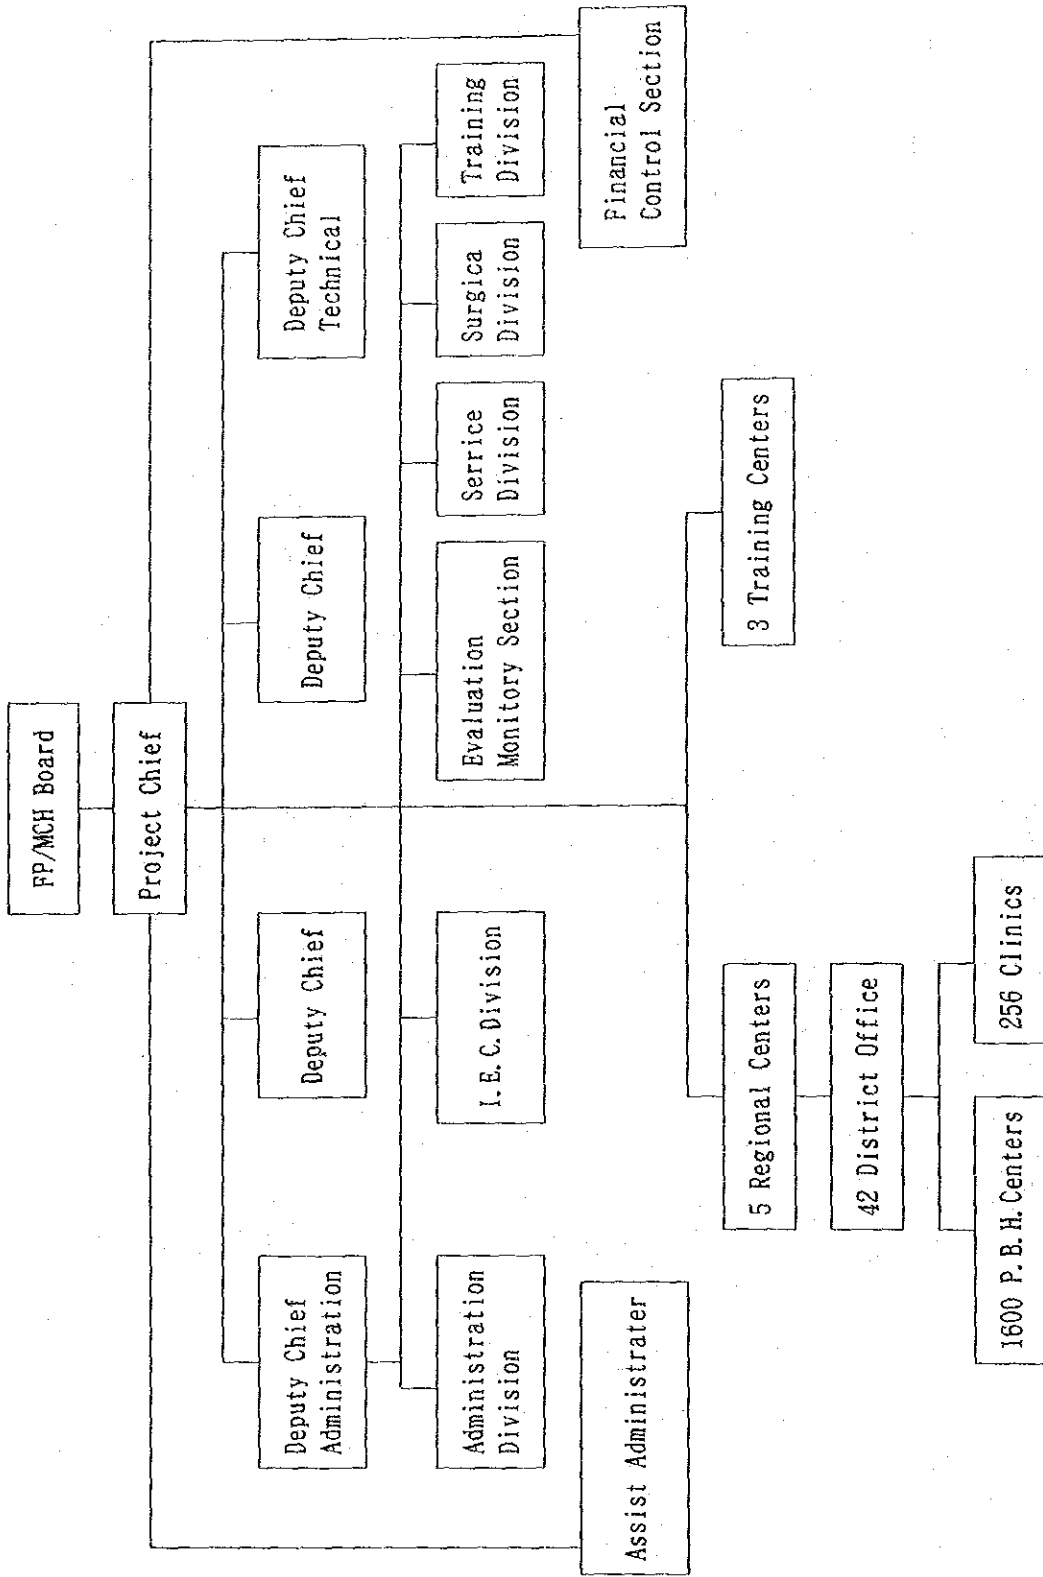 FP/MCH Board
Project Chief
Deputy Chief
Administration
Deputy Chief
Deputy Chief
Deputy Chief
Technical
Administration
Division
I.E.C.Division
Evaluation
Monitory Section
Serrice
Division
Surgica
Division
Training
Division
Assist Administrater
Financial
Control Section
5 Regional Centers
3 Training Centers
42 District Office
1600 P.B.H.Centers
256 Clinics